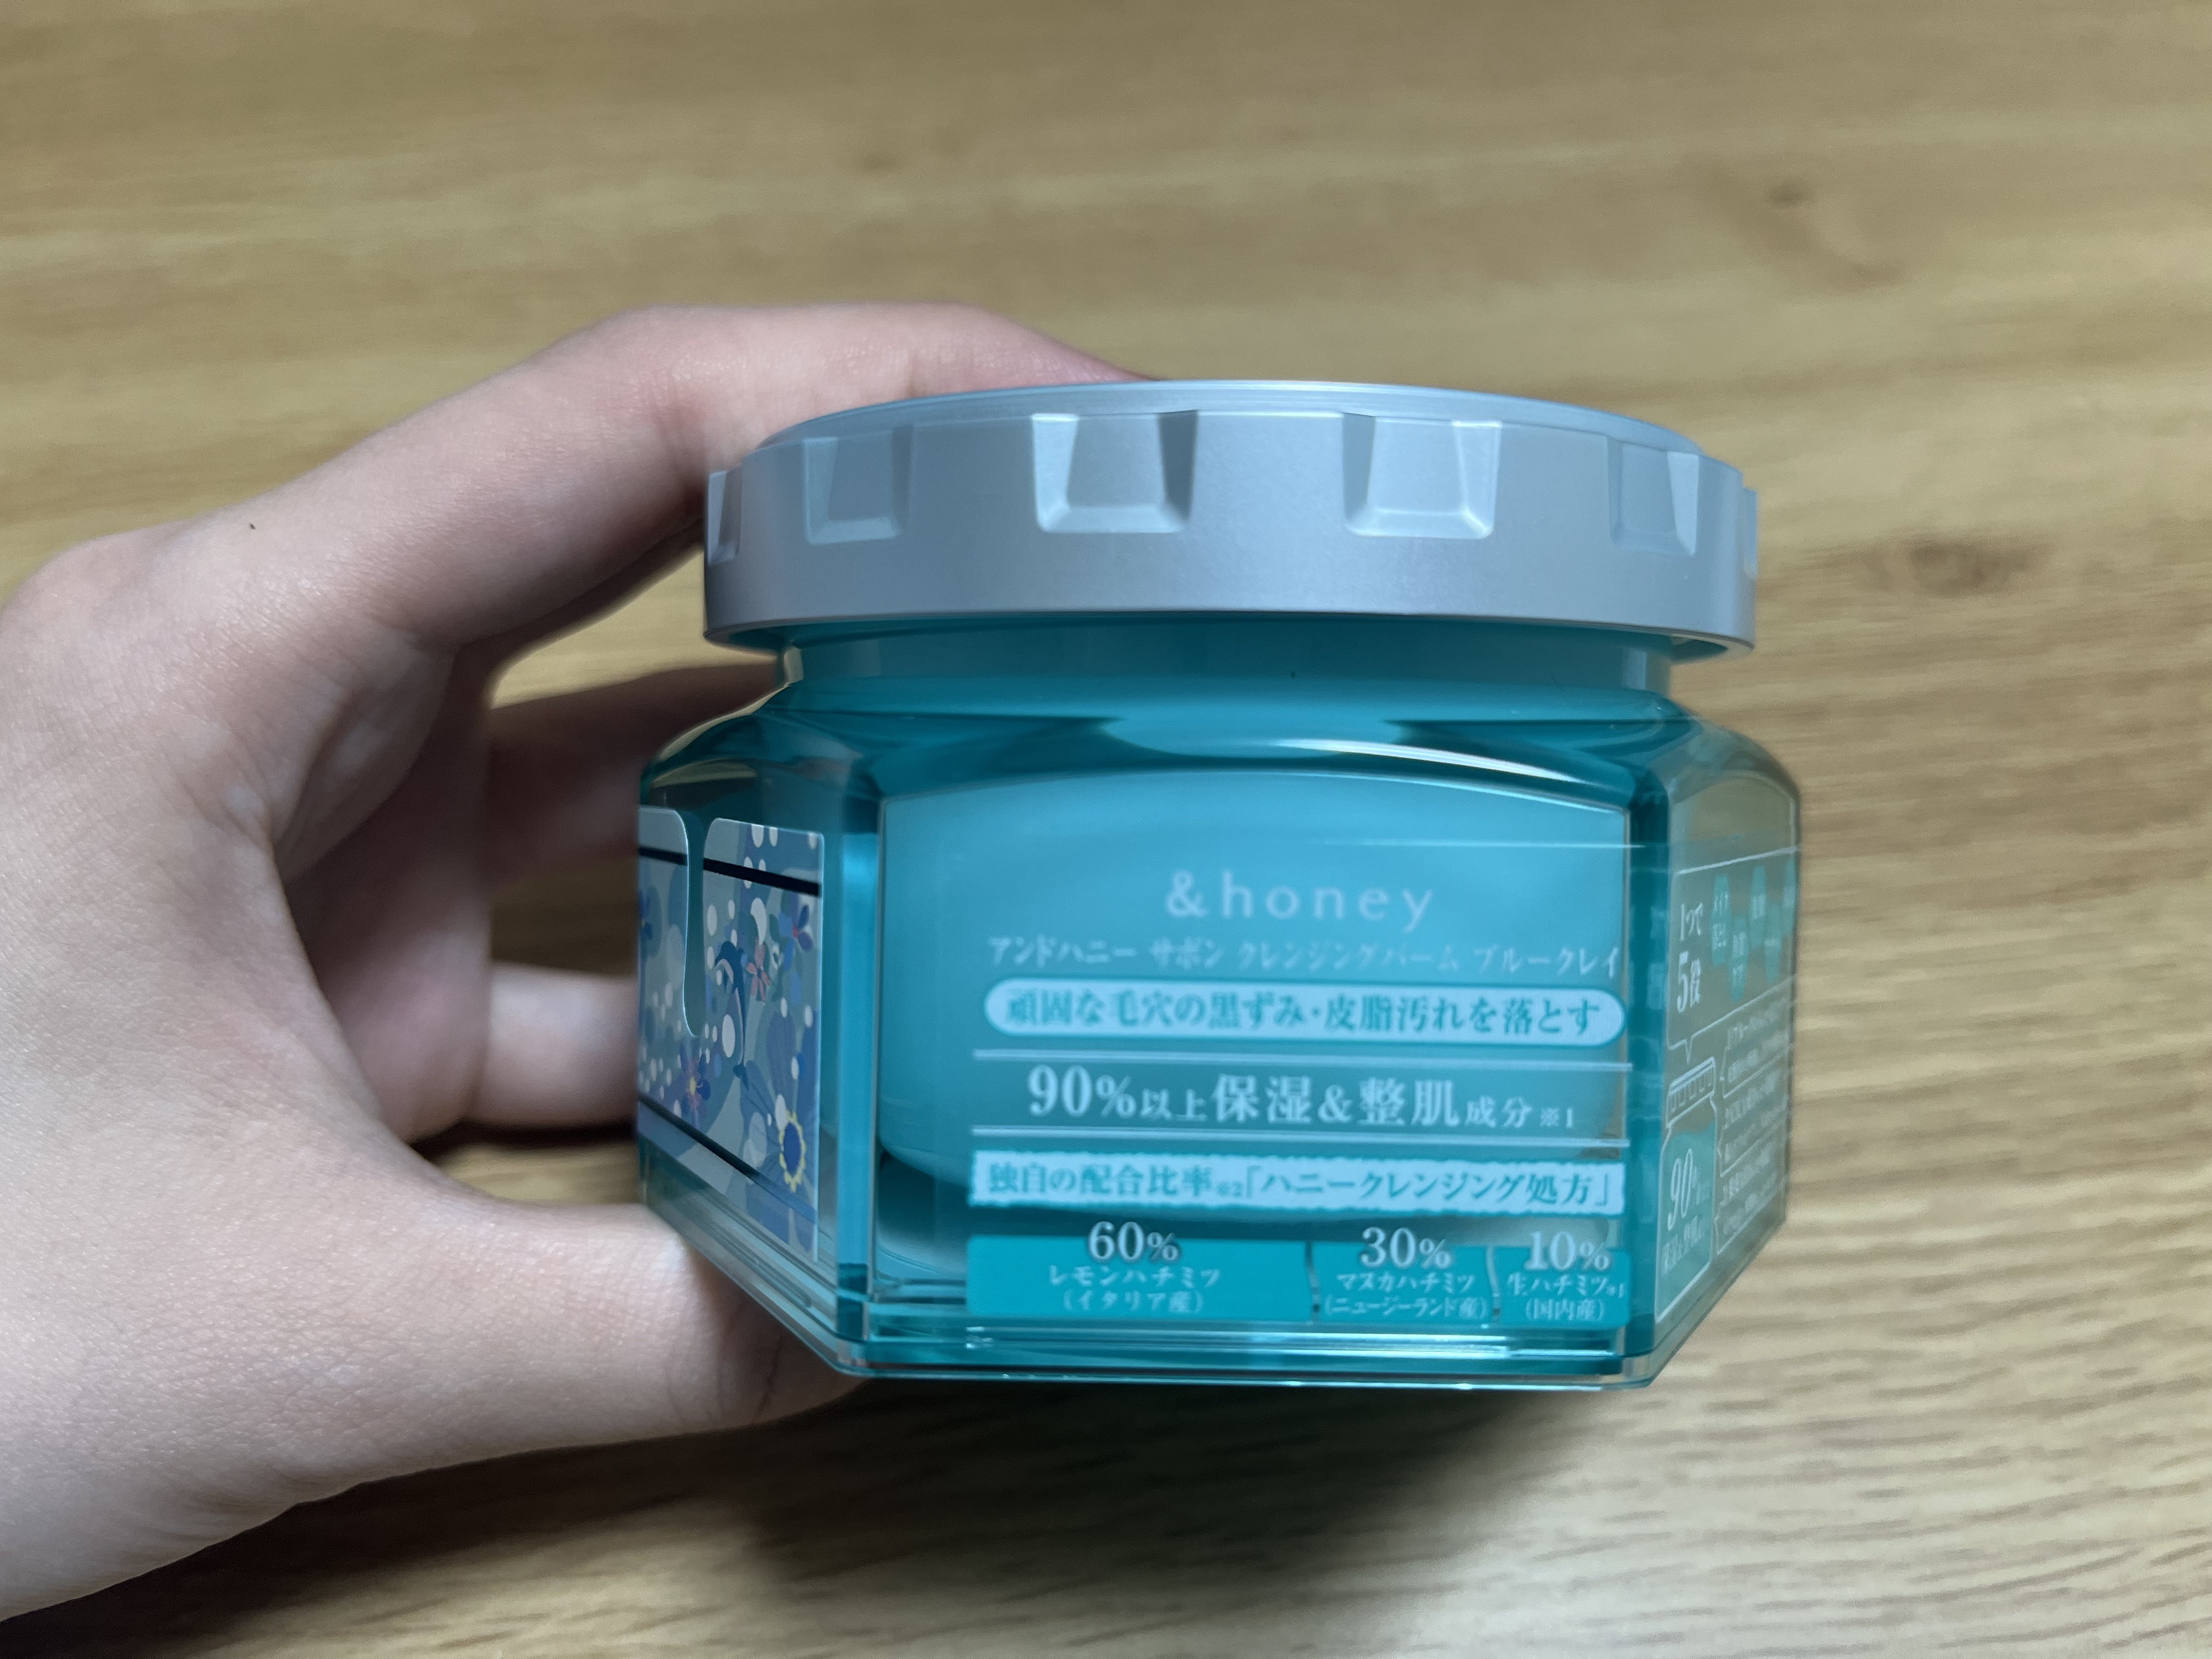 &honey
アンドハニー サボン クレンジングバーム ブルークレイ
頑固な毛穴の黒ずみ・皮脂汚れを落とす
90%以上保湿&整肌成分※1
独自の配合比率※2「ハニークレンジング処方」
60%
レモンハチミツ
(イタリア産)
30%
マヌカハチミツ
(ニュージーランド産)
10%
生ハチミツ
(国内産)
1つで
5役
90